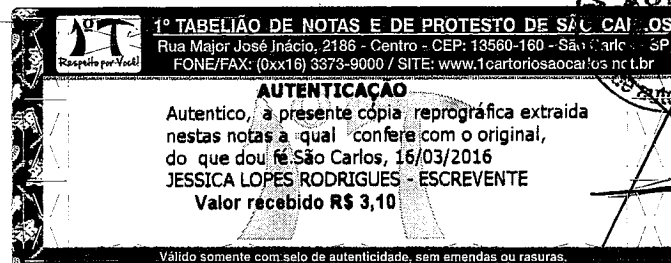 1º TABELIÃO DE NOTAS E DE PROTESTO DE SÃO CARLOS
Rua Major José Inácio, 2186 - Centro - CEP: 13560-160 - São Carlos - SP
Respeito por Você!
FONE/FAX: (0xx16) 3373-9000 / SITE: www.1cartoriosaocarlos.not.br
AUTENTICAÇÃO
Autentico, a presente cópia reprográfica extraida
nestas notas a qual confere com o original,
do que dou fé.São Carlos, 16/03/2016
JESSICA LOPES RODRIGUES - ESCREVENTE
Valor recebido R$ 3,10
Válido somente com selo de autenticidade, sem emendas ou rasuras.